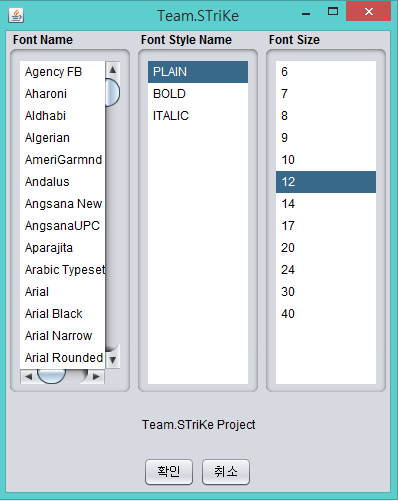 Team.STriKe
Font Name
Font Style Name
Font Size
Agency FB
Aharoni
Aldhabi
Algerian
AmeriGarmnd
Andalus
Angsana New
AngsanaUPC
Aparajita
Arabic Typeset
Arial
Arial Black
Arial Narrow
Arial Rounded
PLAIN
BOLD
ITALIC
6
7
8
9
10
12
14
17
20
24
30
40
Team.STriKe Project
확인
취소